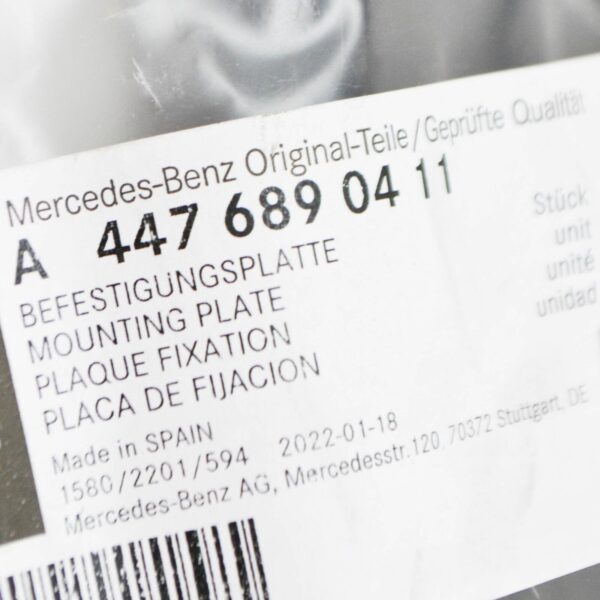 Mercedes-Benz Original-Teile/Geprüfte Qualität
A 447 689 04 11
BEFESTIGUNGSPLATTE
MOUNTING PLATE
PLAQUE FIXATION
PLACA DE FIJACION
Stück
unit
unité
unidad
Made in SPAIN
1580/2201/594 2022-01-18
Mercedes-Benz AG, Mercedesstr.120, 70372 Stuttgart, DE